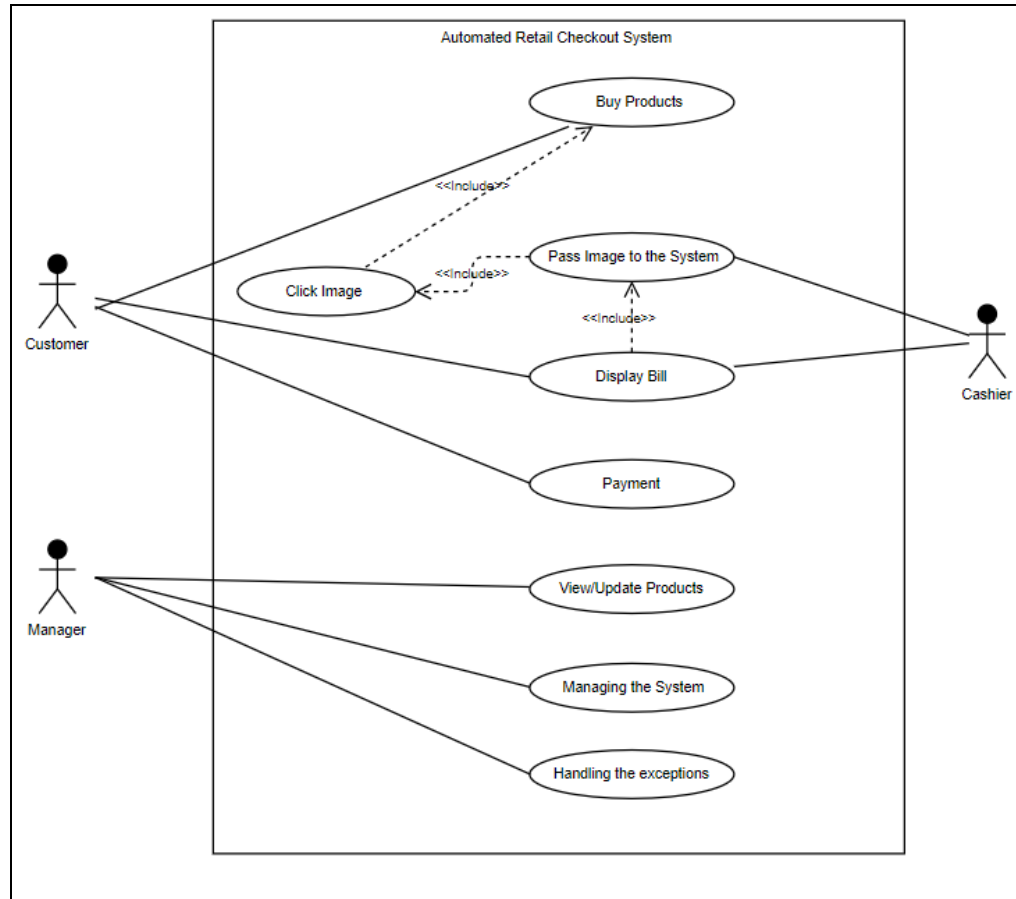 Automated Retail Checkout System
Buy Products
<<Include>>
Pass Image to the System
<<Include>>
Click Image
<<Include>>
Customer
Display Bill
Cashier
Payment
View/Update Products
Manager
Managing the System
Handling the exceptions